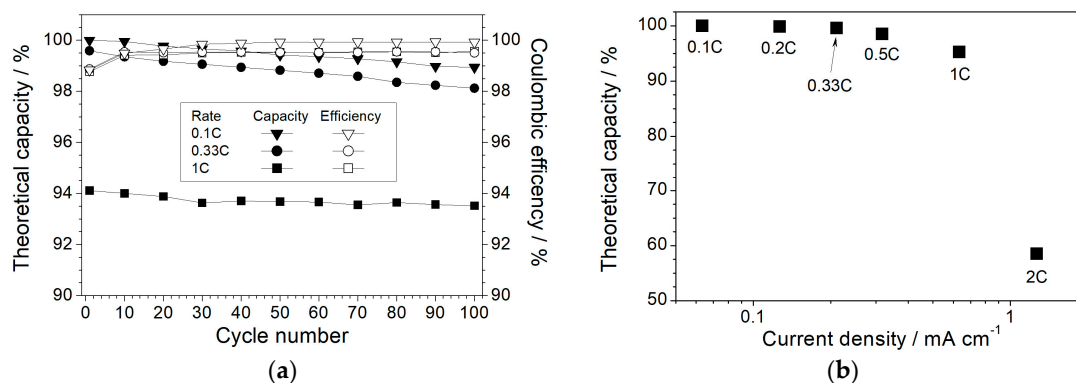 100
98
96
94
92
90
Theoretical capacity / %
0 10 20 30 40 50 60 70 80 90 100
Cycle number
100
98
96
94
92
90
Coulombic efficency / %
Rate Capacity Efficiency
0.1C
0.33C
1C
(a)
100
90
80
70
60
50
Theoretical capacity / %
0.1C
0.2C
0.33C
0.5C
1C
2C
0.1 1
Current density / mA cm⁻¹
(b)